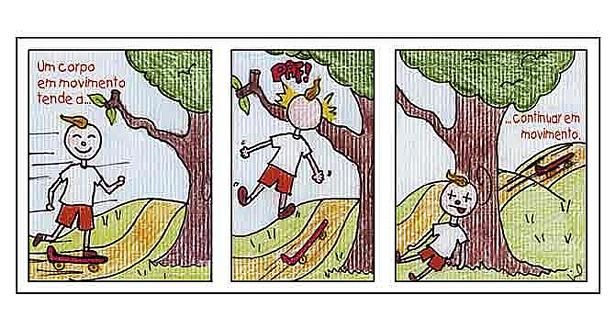 Um corpo
em movimento
tende a...
PAF!
...continuar em
movimento.